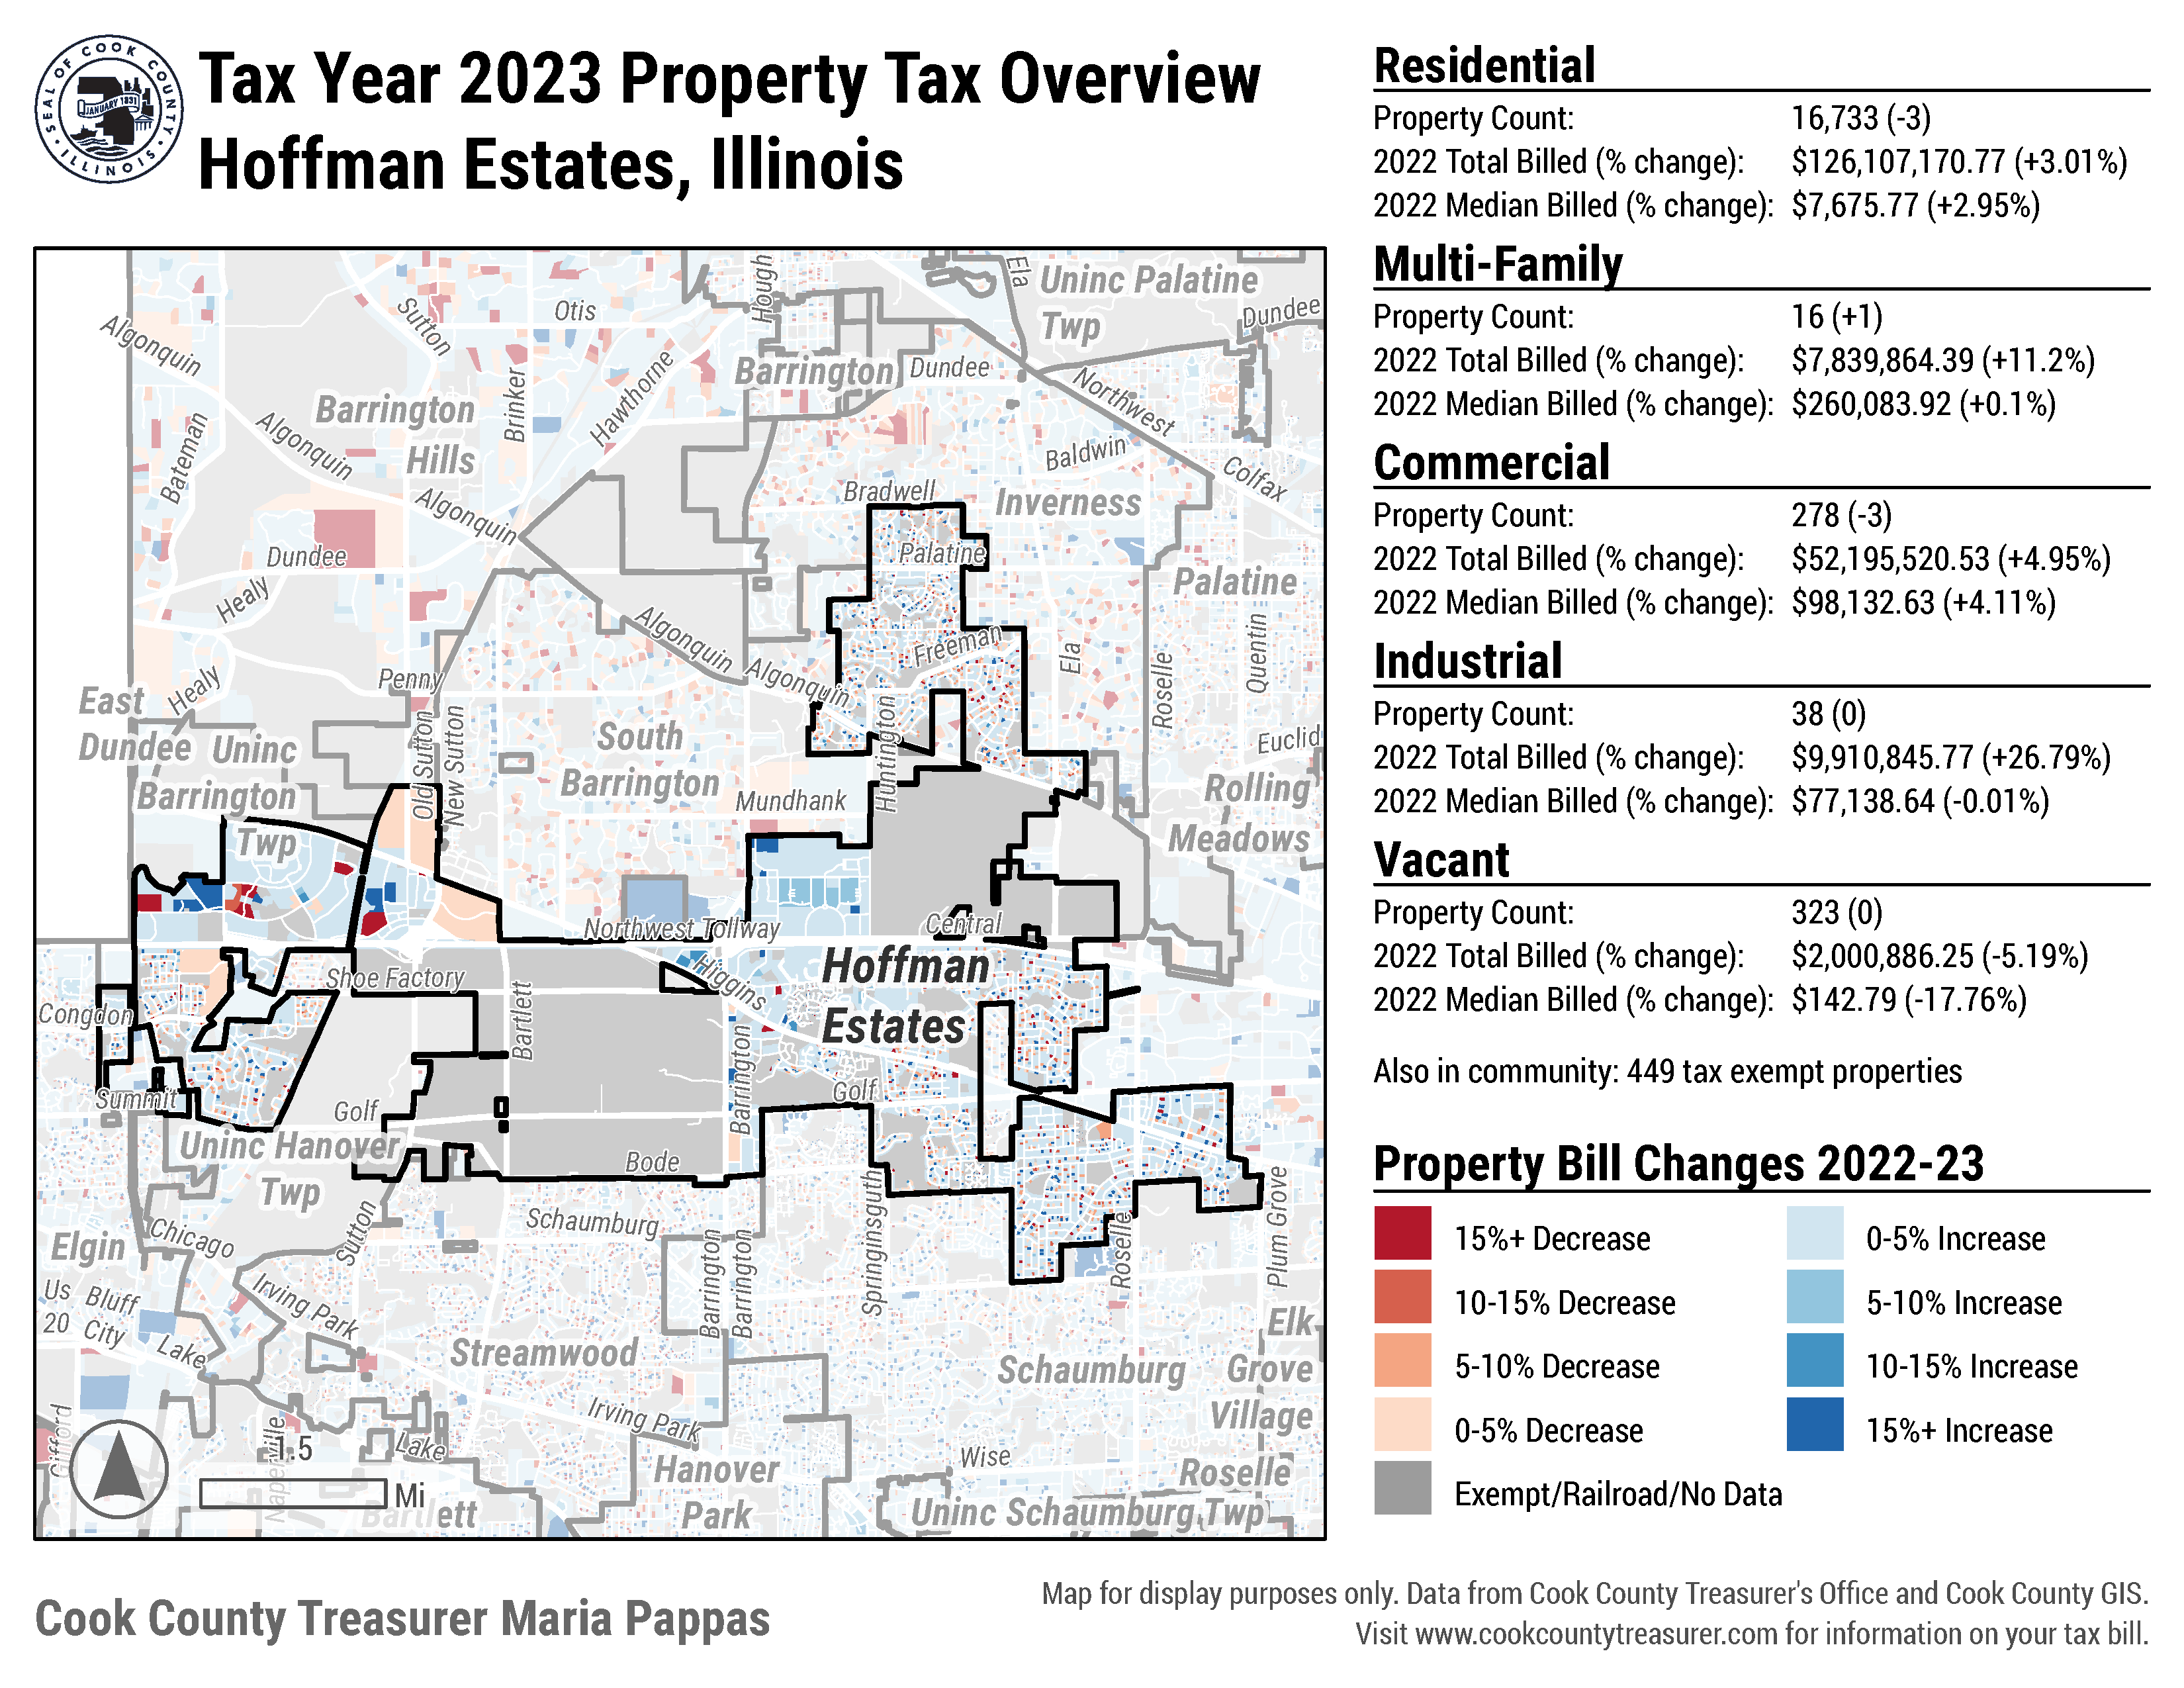 SEAL OF COOK COUNTY ILLINOIS
JANUARY 1831
Tax Year 2023 Property Tax Overview
Hoffman Estates, Illinois
Residential
Property Count: 16,733 (-3)
2022 Total Billed (% change): $126,107,170.77 (+3.01%)
2022 Median Billed (% change): $7,675.77 (+2.95%)
Multi-Family
Property Count: 16 (+1)
2022 Total Billed (% change): $7,839,864.39 (+11.2%)
2022 Median Billed (% change): $260,083.92 (+0.1%)
Commercial
Property Count: 278 (-3)
2022 Total Billed (% change): $52,195,520.53 (+4.95%)
2022 Median Billed (% change): $98,132.63 (+4.11%)
Industrial
Property Count: 38 (0)
2022 Total Billed (% change): $9,910,845.77 (+26.79%)
2022 Median Billed (% change): $77,138.64 (-0.01%)
Vacant
Property Count: 323 (0)
2022 Total Billed (% change): $2,000,886.25 (-5.19%)
2022 Median Billed (% change): $142.79 (-17.76%)
Also in community: 449 tax exempt properties
Property Bill Changes 2022-23
15%+ Decrease
10-15% Decrease
5-10% Decrease
0-5% Decrease
Exempt/Railroad/No Data
0-5% Increase
5-10% Increase
10-15% Increase
15%+ Increase
Hough
Ela
Uninc Palatine
Twp
Dundee
Otis
Sutton
Algonquin
Hawthorne
Barrington
Dundee
Northwest
Brinker
Barrington
Hills
Algonquin
Bateman
Baldwin
Colfax
Bradwell
Inverness
Algonquin
Palatine
Dundee
Healy
Palatine
Algonquin
Freeman
Ela
Quentin
Roselle
Algonquin
Penny
Healy
East
Dundee
Uninc
Barrington
Twp
Old Sutton
New Sutton
South
Barrington
Huntington
Euclid
Mundhank
Rolling
Meadows
Northwest Tollway
Central
Hoffman
Estates
Shoe Factory
Higgins
Congdon
Bartlett
Barrington
Golf
Summit
Golf
Uninc Hanover
Twp
Bode
Springinsguth
Plum Grove
Sutton
Schaumburg
Chicago
Elgin
Barrington
Barrington
Roselle
Us
20
Bluff
City
Irving Park
Lake
Streamwood
Schaumburg
Elk
Grove
Village
Irving Park
Gifford
Naperville
1.5
Mi
Lake
Wise
Hanover
Park
Roselle
Bartlett
Uninc Schaumburg Twp
Cook County Treasurer Maria Pappas
Map for display purposes only. Data from Cook County Treasurer's Office and Cook County GIS.
Visit www.cookcountytreasurer.com for information on your tax bill.